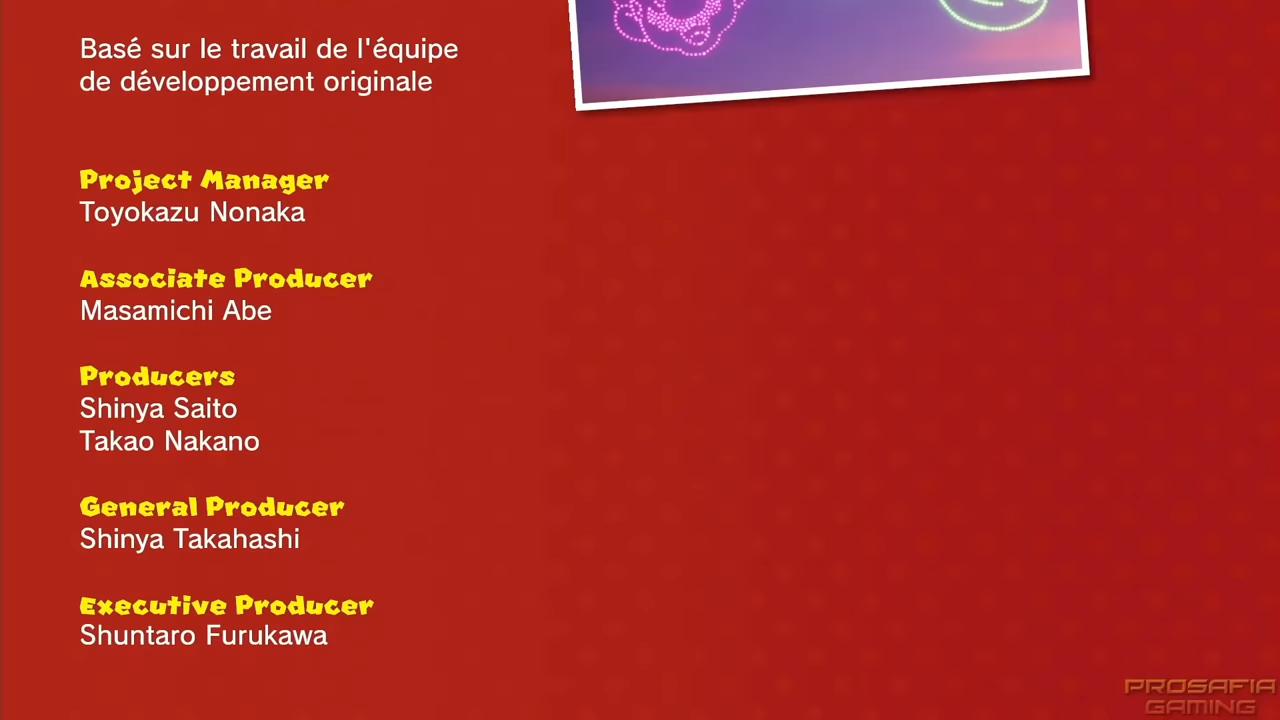 Basé sur le travail de l'équipe
de développement originale
Project Manager
Toyokazu Nonaka
Associate Producer
Masamichi Abe
Producers
Shinya Saito
Takao Nakano
General Producer
Shinya Takahashi
Executive Producer
Shuntaro Furukawa
PROSAFIA
GAMING